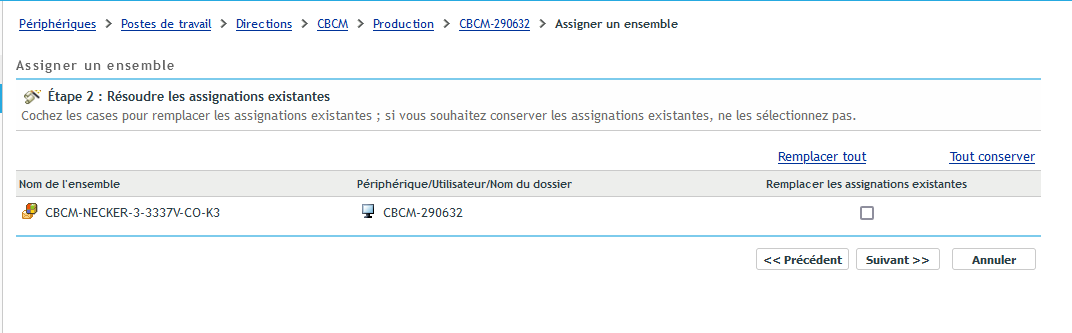 Périphériques > Postes de travail > Directions > CBCM > Production > CBCM-290632 > Assigner un ensemble
Assigner un ensemble
Étape 2 : Résoudre les assignations existantes
Cochez les cases pour remplacer les assignations existantes ; si vous souhaitez conserver les assignations existantes, ne les sélectionnez pas.
Remplacer tout Tout conserver
Nom de l'ensemble Périphérique/Utilisateur/Nom du dossier Remplacer les assignations existantes
CBCM-NECKER-3-3337V-CO-K3 CBCM-290632
<< Précédent Suivant >> Annuler